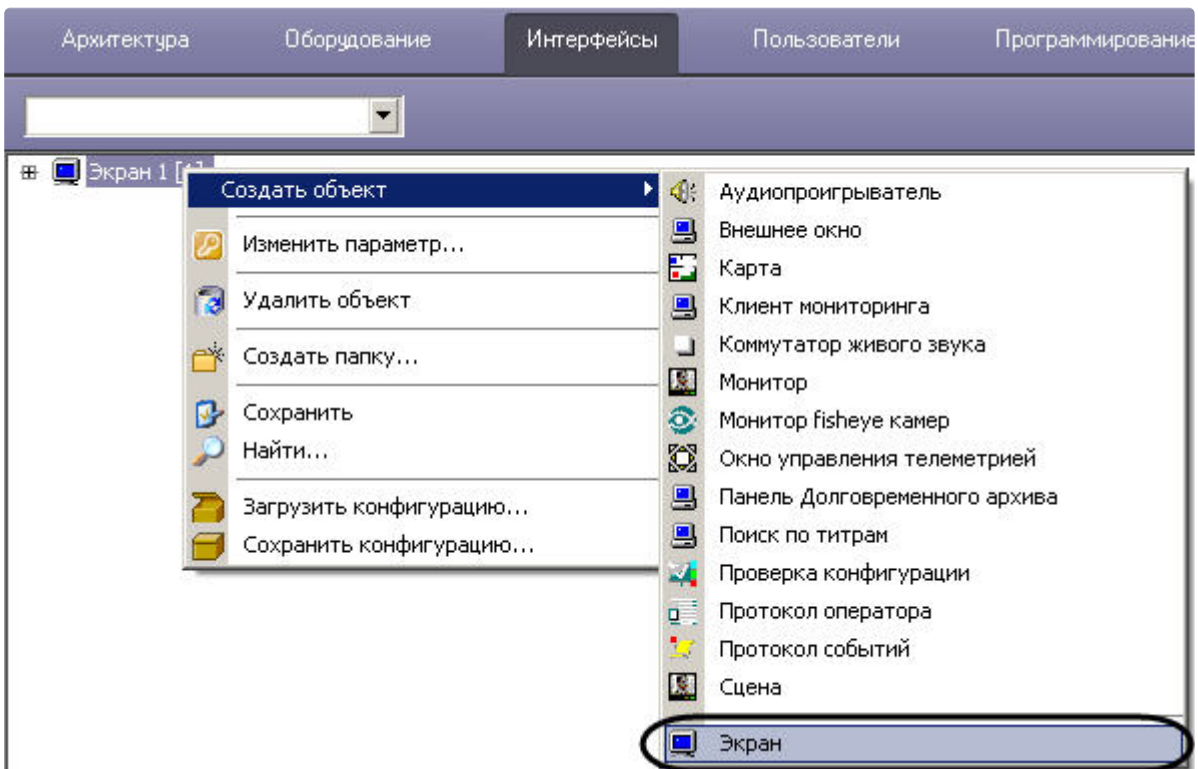 Архитектура Оборудование Интерфейсы Пользователи Программирование
Экран 1 [1]
Создать объект
Изменить параметр...
Удалить объект
Создать папку...
Сохранить
Найти...
Загрузить конфигурацию...
Сохранить конфигурацию...
Аудиопроигрыватель
Внешнее окно
Карта
Клиент мониторинга
Коммутатор живого звука
Монитор
Монитор fisheye камер
Окно управления телеметрией
Панель Долговременного архива
Поиск по титрам
Проверка конфигурации
Протокол оператора
Протокол событий
Сцена
Экран